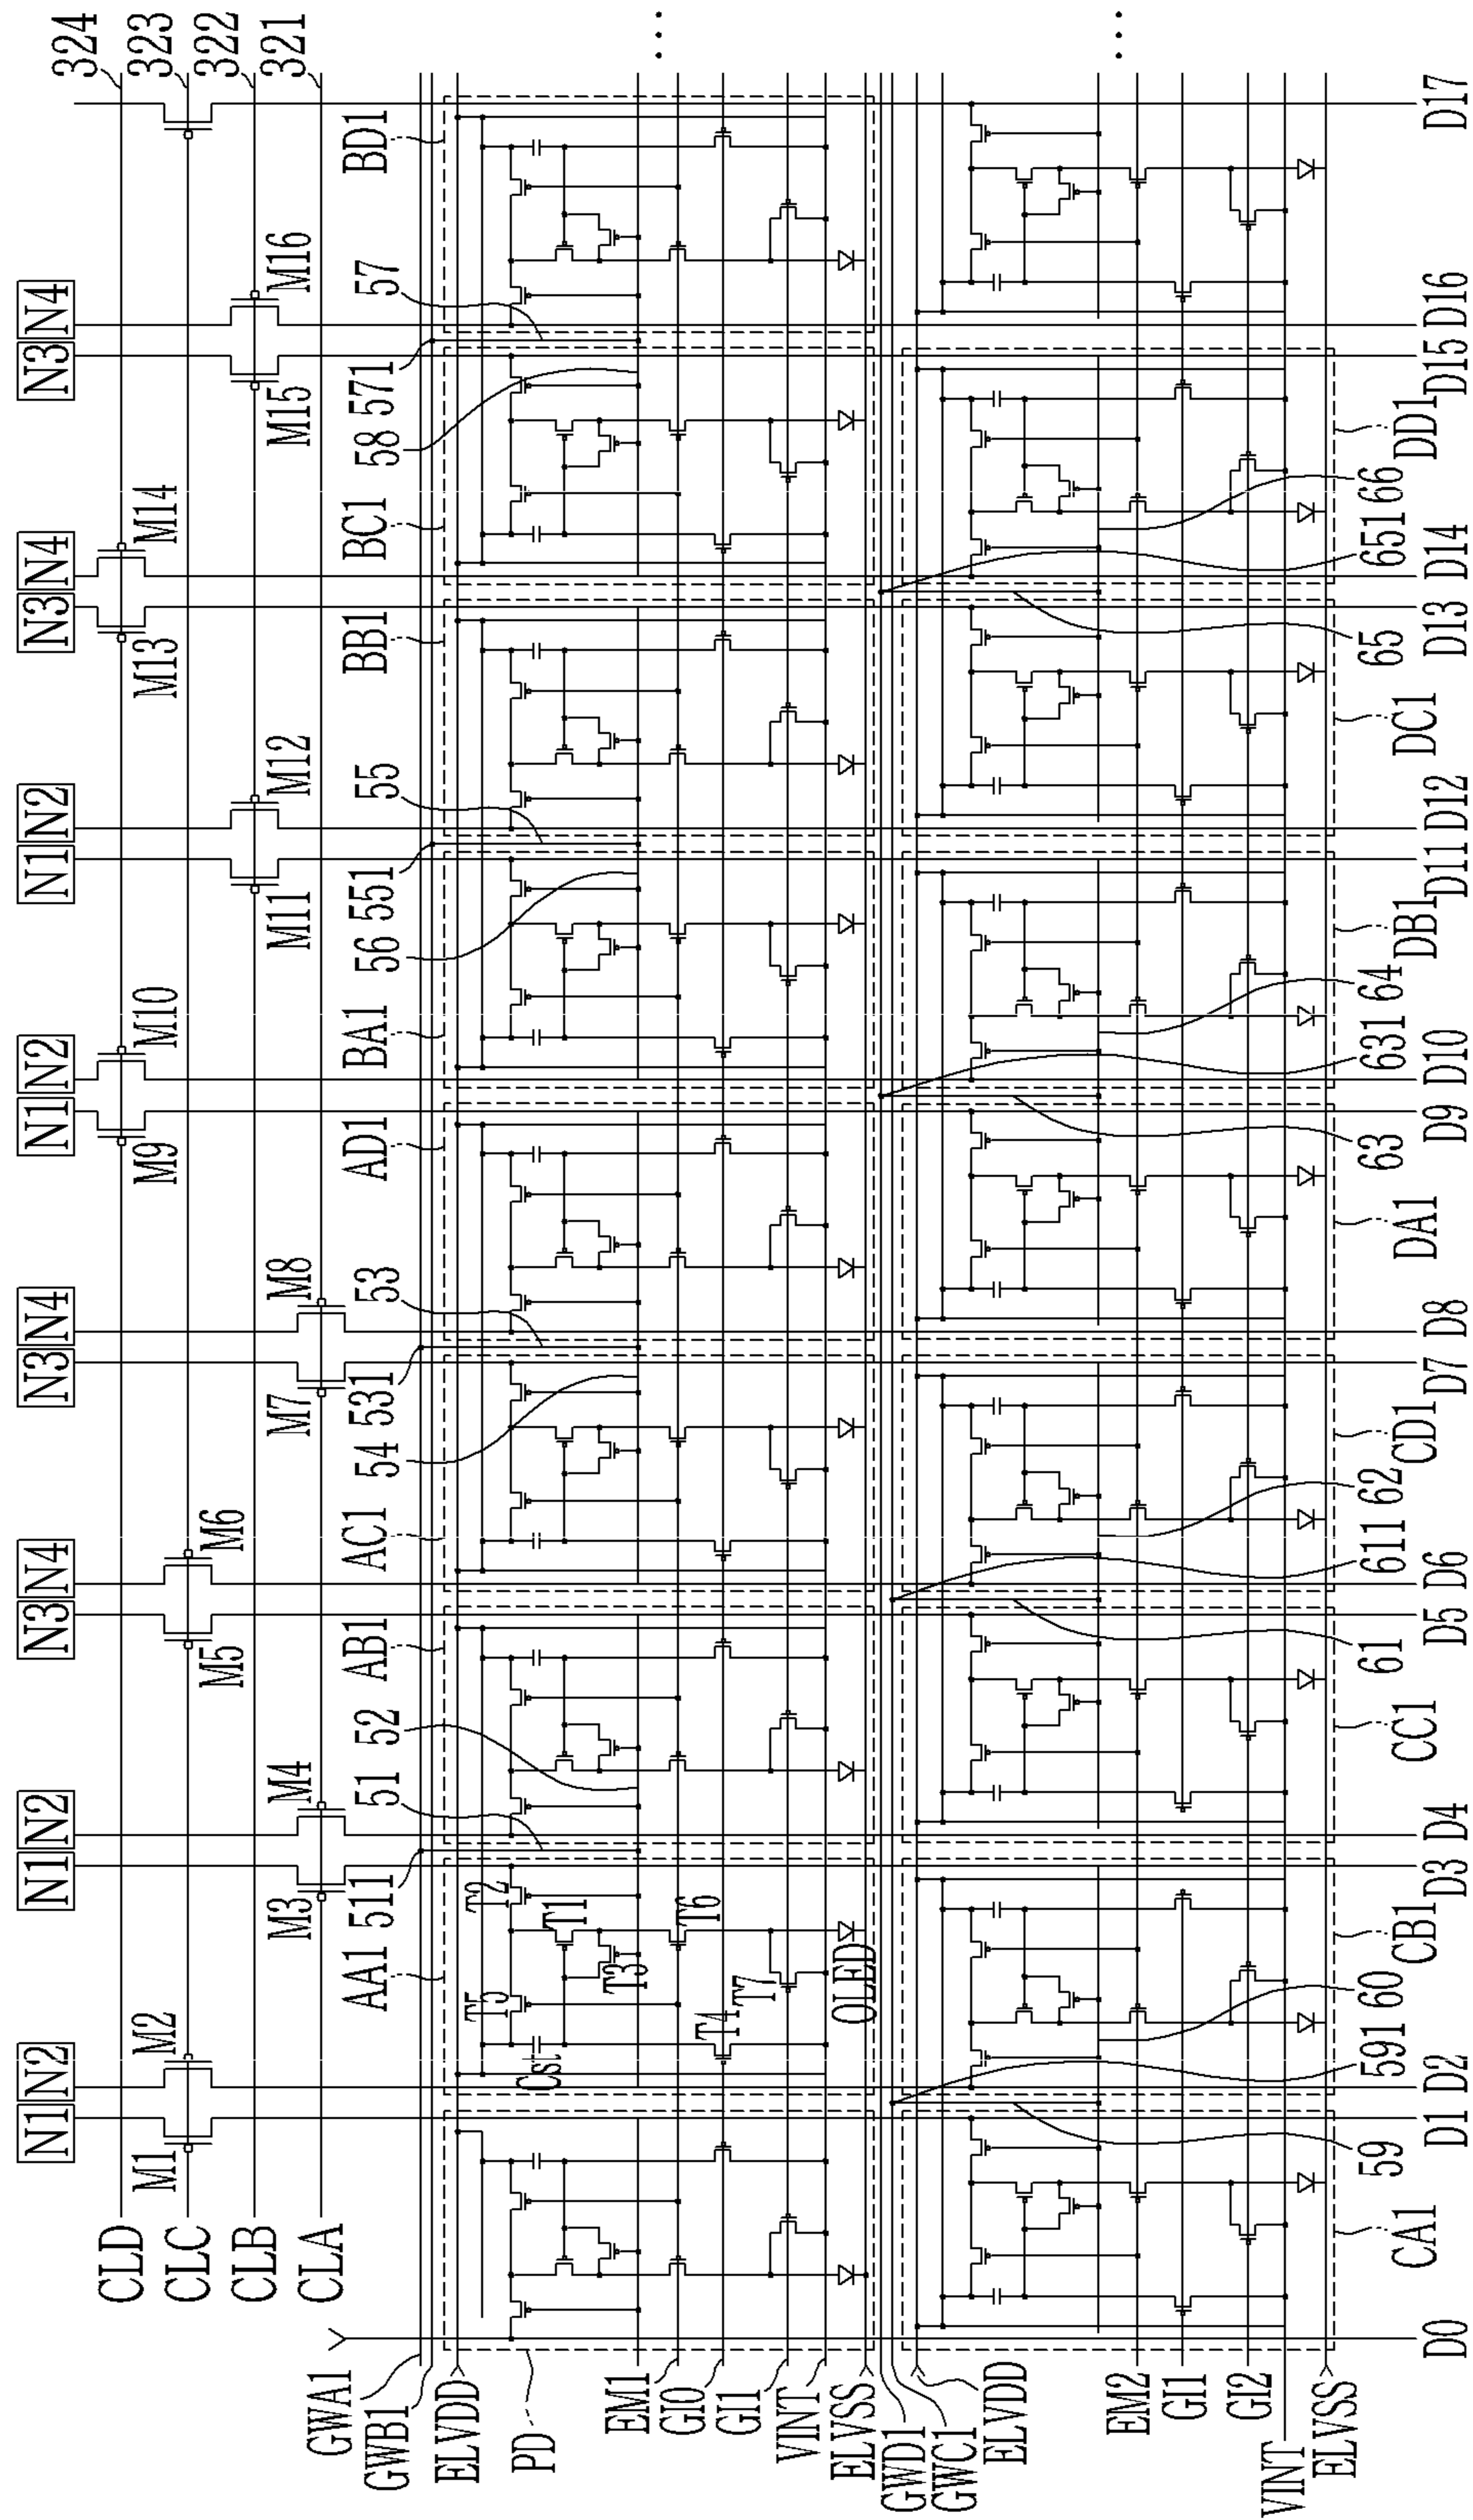 N1 N2 N1 N2 N3 N4 N3 N4 N1 N2 N1 N2 N3 N4 N3 N4
324
CLD
M1 M2 M9 M10 M13 M14 323
CLC
M5 M6 322
CLB
M3 M4 M7 M8 M11 M12 M15 M16 321
CLA
GWA1
AA1 AB1 AC1 AD1 BA1 BB1 BC1 BD1
GWB1
511 51 52 54 531 53 56 551 55 58 571 57
ELVDD
T5 T2
PD
Cst T1
EM1
T3
GI0
T6
T4
GI1
T7
VINT
ELVSS
OLED
GWD1
GWC1
ELVDD
EM2
GI1
GI2
VINT
ELVSS
59 591 60 61 611 62 63 631 64 65 651 66
CA1 CB1 CC1 CD1 DA1 DB1 DC1 DD1
D0 D1 D2 D3 D4 D5 D6 D7 D8 D9 D10 D11 D12 D13 D14 D15 D16 D17